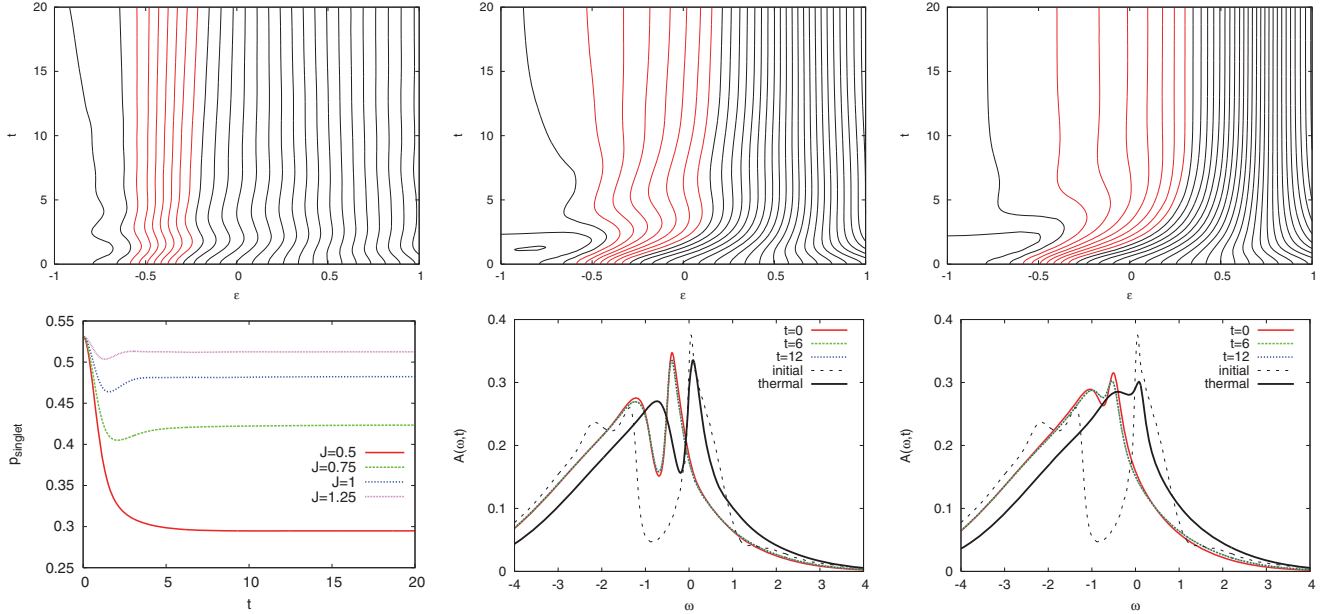 20
15
10
5
0
t
-1
-0.5
0
0.5
1
ε
20
15
10
5
0
t
-1
-0.5
0
0.5
1
ε
20
15
10
5
0
t
-1
-0.5
0
0.5
1
ε
0.55
0.5
0.45
0.4
0.35
0.3
0.25
p_singlet
J=0.5
J=0.75
J=1
J=1.25
0
5
10
15
20
t
0.4
0.3
0.2
0.1
0
A(ω,t)
t=0
t=6
t=12
initial
thermal
-4
-3
-2
-1
0
1
2
3
4
ω
0.4
0.3
0.2
0.1
0
A(ω,t)
t=0
t=6
t=12
initial
thermal
-4
-3
-2
-1
0
1
2
3
4
ω